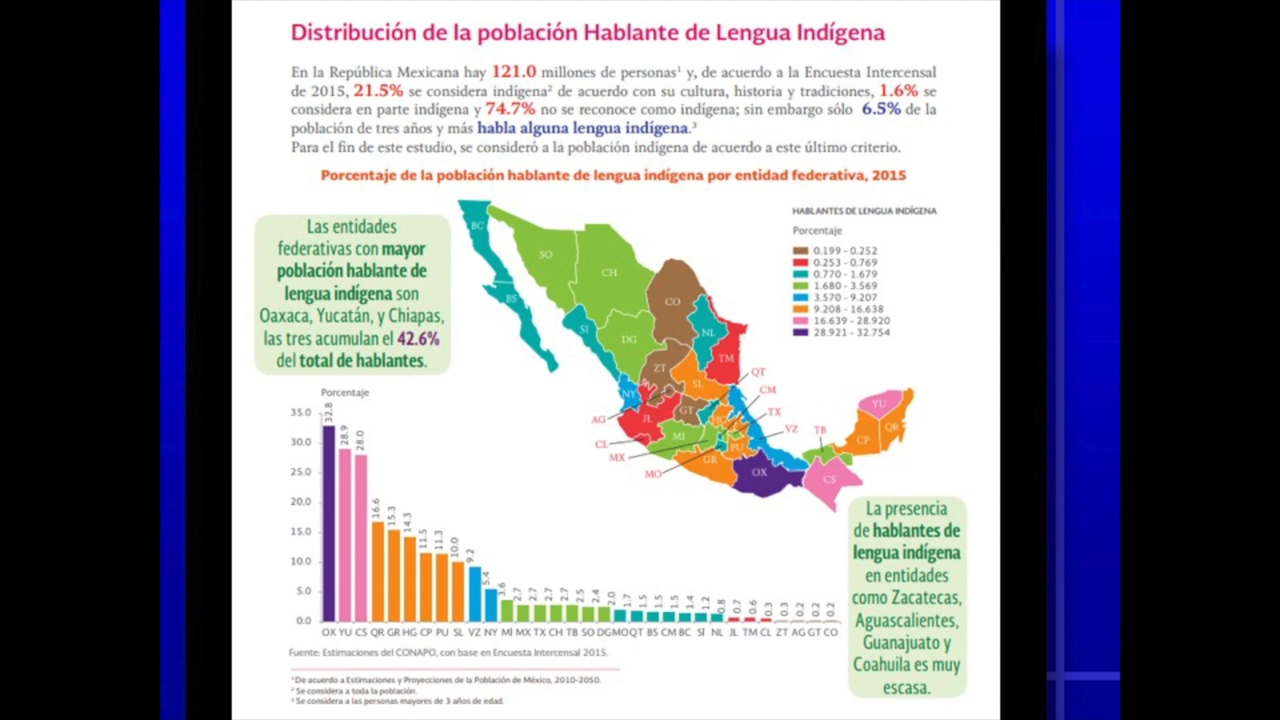 Distribución de la población Hablante de Lengua Indígena
En la República Mexicana hay 121.0 millones de personas¹ y, de acuerdo a la Encuesta Intercensal
de 2015, 21.5% se considera indígena² de acuerdo con su cultura, historia y tradiciones, 1.6% se
considera en parte indígena y 74.7% no se reconoce como indígena; sin embargo sólo 6.5% de la
población de tres años y más habla alguna lengua indígena.³
Para el fin de este estudio, se consideró a la población indígena de acuerdo a este último criterio.
Porcentaje de la población hablante de lengua indígena por entidad federativa, 2015
Las entidades
federativas con mayor
población hablante de
lengua indígena son
Oaxaca, Yucatán, y Chiapas,
las tres acumulan el 42.6%
del total de hablantes.
HABLANTES DE LENGUA INDÍGENA
Porcentaje
0.199 - 0.252
0.253 - 0.769
0.770 - 1.679
1.680 - 3.569
3.570 - 9.207
9.208 - 16.638
16.639 - 28.920
28.921 - 32.754
BC
SO
CH
CO
BS
SI
NL
DG
TM
ZT
QT
SL
CM
NY
AG
JL
GT
HG
TX
YU
CL
MI
VZ
TB
QR
MX
PU
CP
GR
MO
OX
CS
Porcentaje
35.0
30.0
25.0
20.0
15.0
10.0
5.0
0.0
32.8 28.9 28.0 16.6 15.3 14.3 11.5 11.3 10.0 9.2 5.4 3.6 2.7 2.7 2.7 2.7 2.5 2.4 2.0 1.7 1.5 1.5 1.4 1.2 0.8 0.7 0.6 0.3 0.3 0.2 0.2 0.2
OX YU CS QR GR HG CP PU SL VZ NY MI MX TX CH TB SO DG MO QT BS CM BC SI NL JL TM CL ZT AG GT CO
La presencia
de hablantes de
lengua indígena
en entidades
como Zacatecas,
Aguascalientes,
Guanajuato y
Coahuila es muy
escasa.
Fuente: Estimaciones del CONAPO, con base en Encuesta Intercensal 2015.
¹ De acuerdo a Estimaciones y Proyecciones de la Población de México, 2010-2050.
² Se considera a toda la población.
³ Se considera a las personas mayores de 3 años de edad.